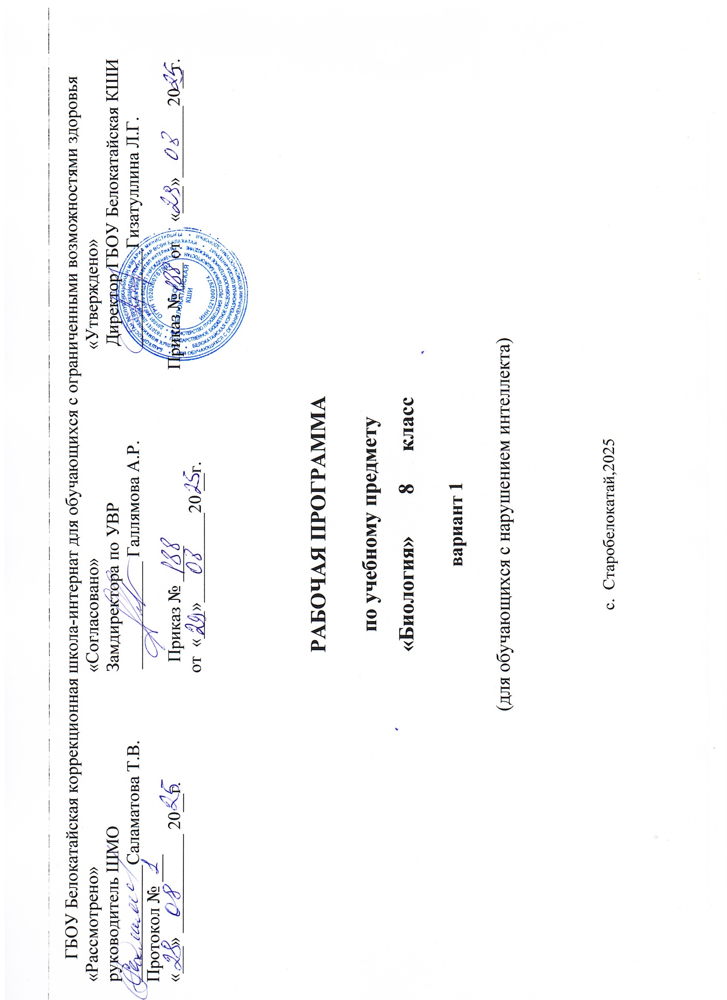 ГБОУ Белокатайская коррекционная школа-интернат для обучающихся с ограниченными возможностями здоровья
«Рассмотрено»
руководитель ШМО
Саламатова Т.В.
Протокол № 1
«28» 08 2025г.
«Согласовано»
Замдиректора по УВР
Галлямова А.Р.
Приказ № 188
от «29» 08 2025г.
«Утверждено»
Директор ГБОУ Белокатайская КШИ
Гизатуллина Л.Г.
Приказ № 188 от «29» 08 2025г.
ОГРН
БЕЛОКАТАЙСКАЯ
КШИ
ИНН 0210002974
РАБОЧАЯ ПРОГРАММА
по учебному предмету
«Биология» 8 класс
вариант 1
(для обучающихся с нарушением интеллекта)
с. Старобелокатай,2025